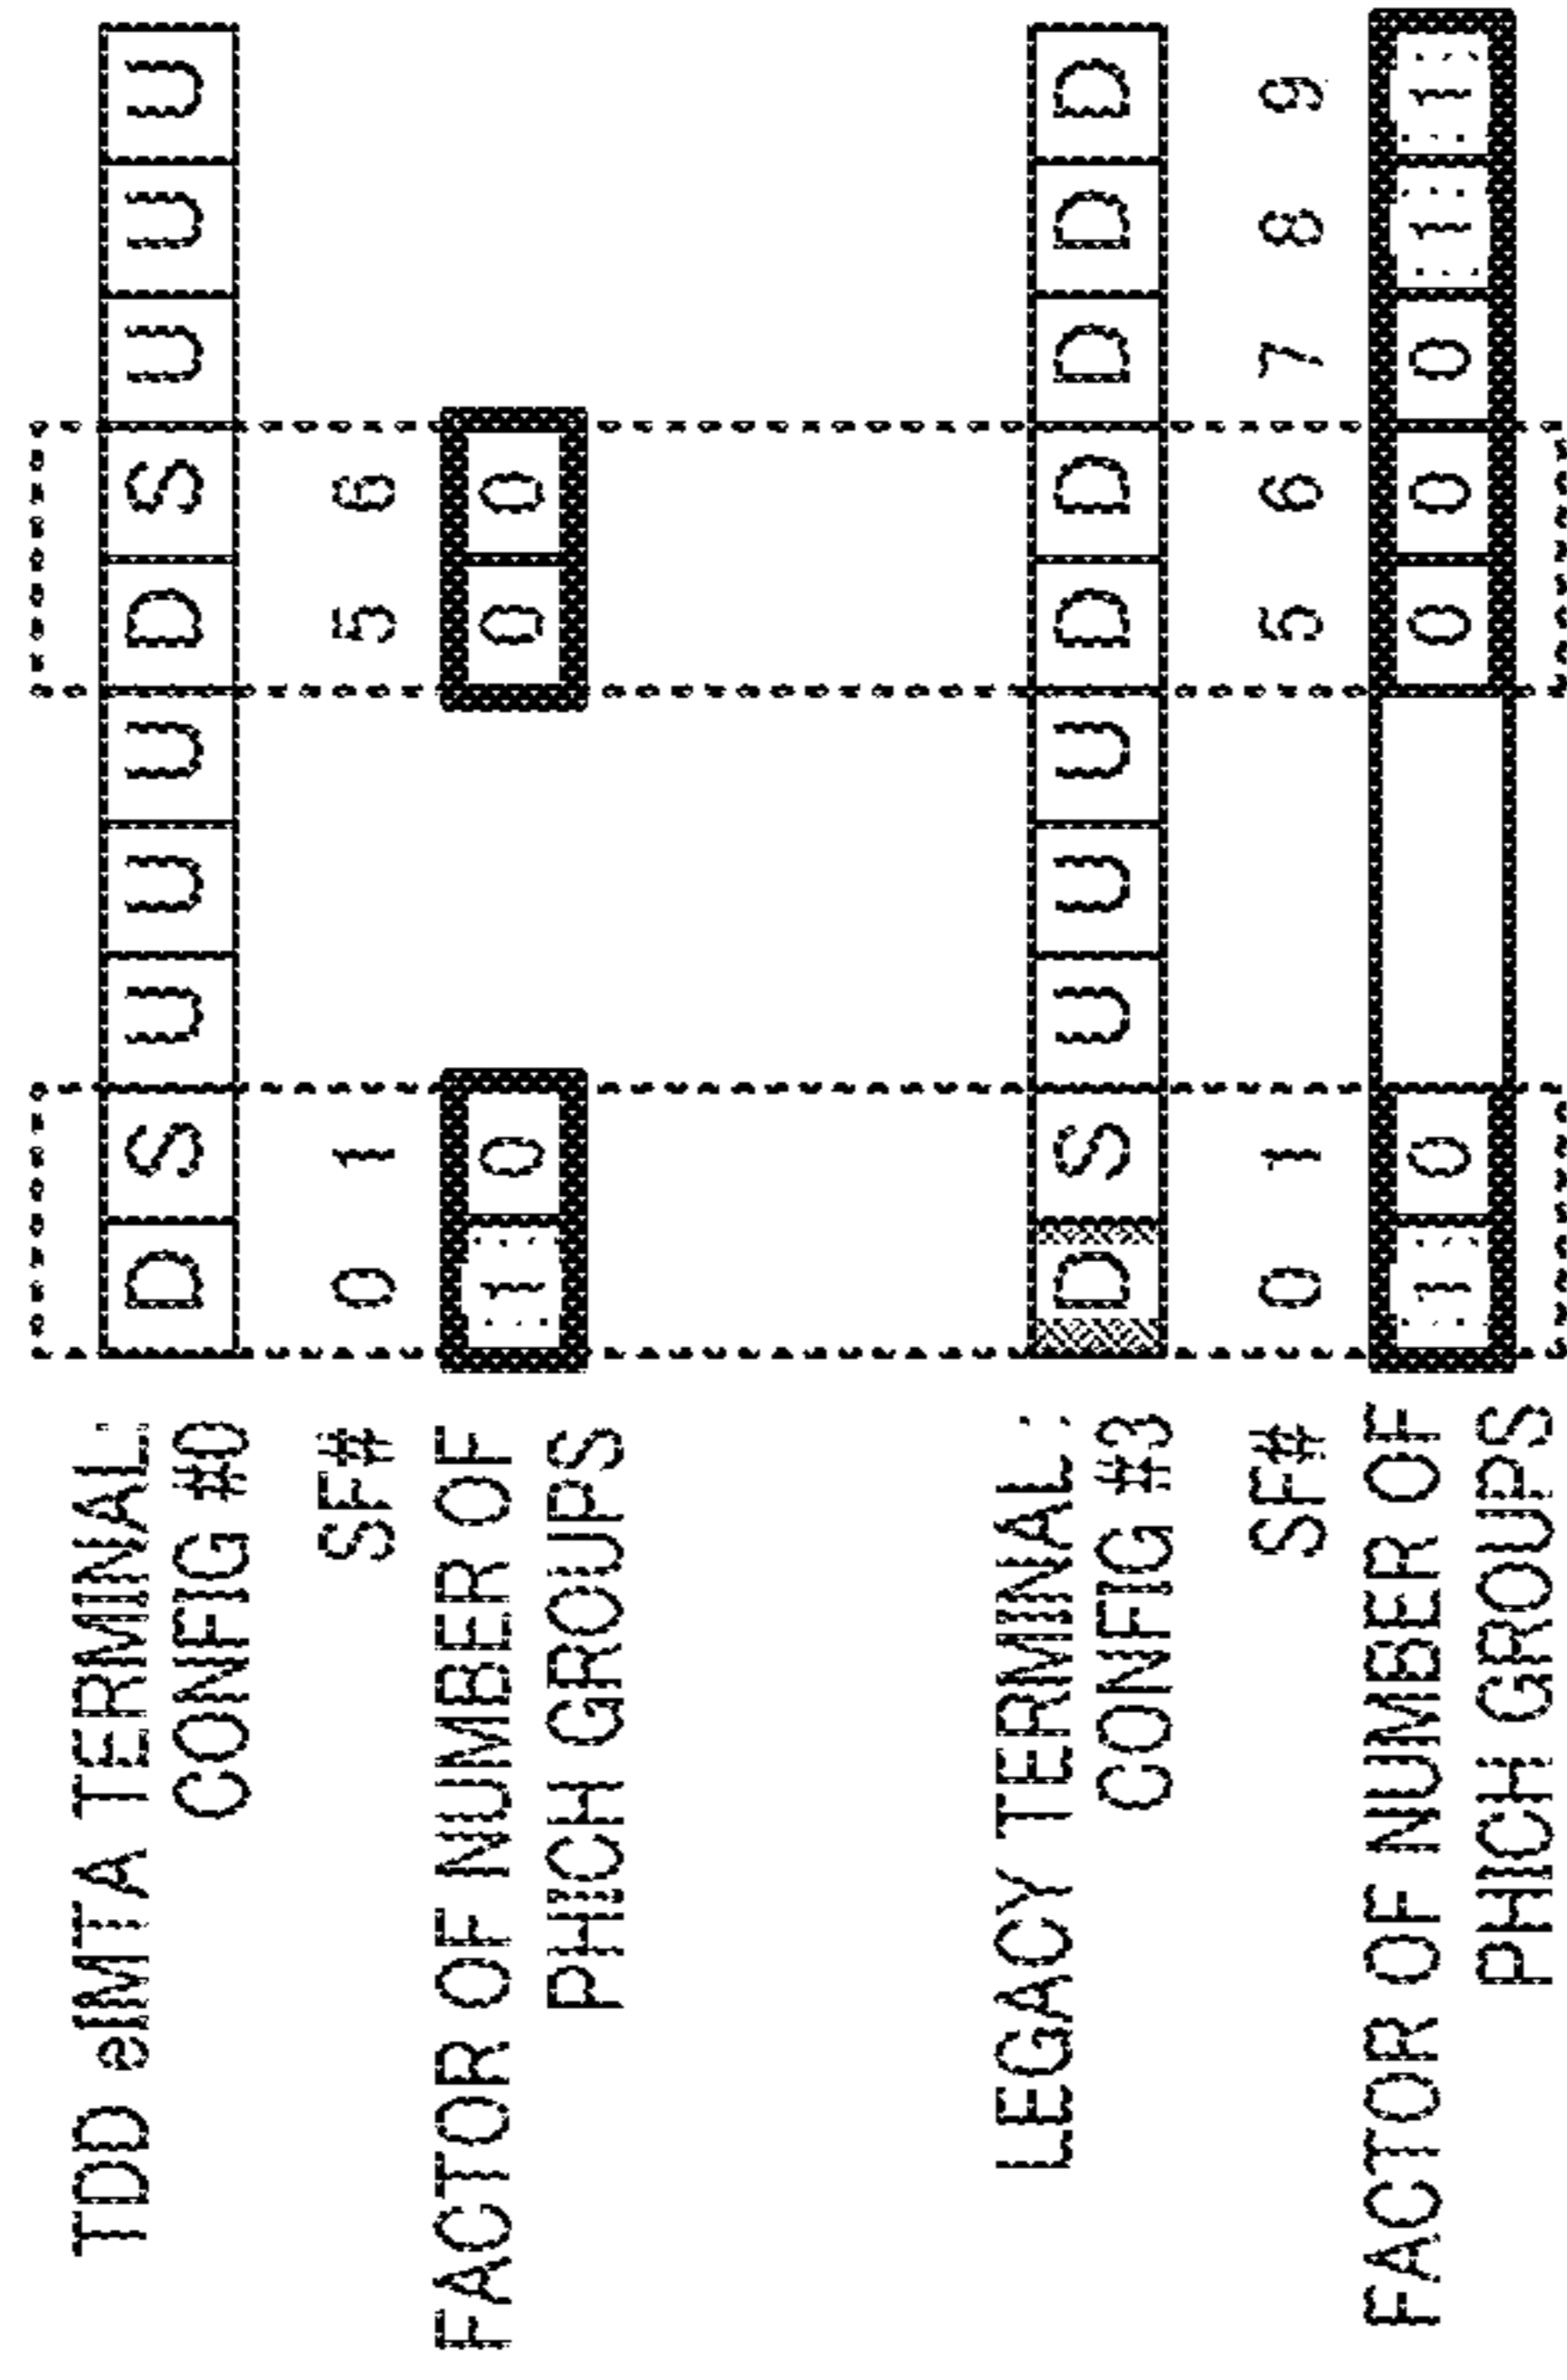 TDD eIMTA TERMINAL:
CONFIG #0
D S U U U D S U U U
SF# 0 1 5 6
FACTOR OF NUMBER OF
PHICH GROUPS
1 0 0 0
LEGACY TERMINAL:
CONFIG #3
D S U U U D D D D D
SF# 0 1 5 6 7 8 9
FACTOR OF NUMBER OF
PHICH GROUPS
1 0 0 0 0 1 1